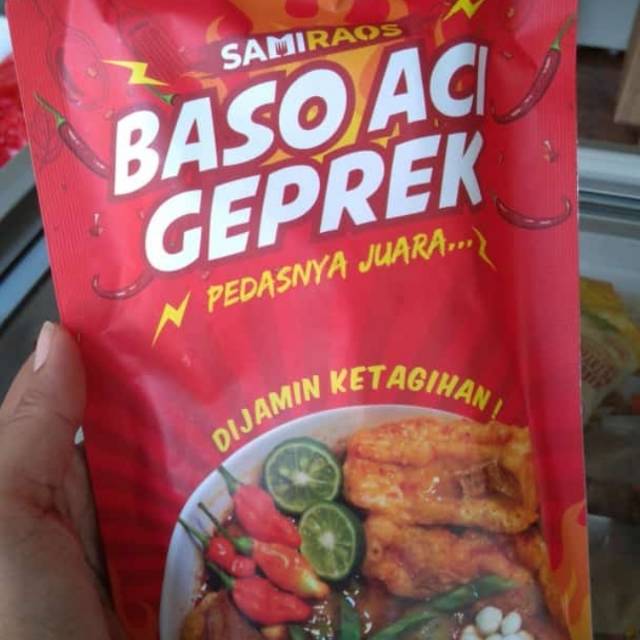 SAMIRAOS
BASO ACI
GEPREK
PEDASNYA JUARA...
DIJAMIN KETAGIHAN!